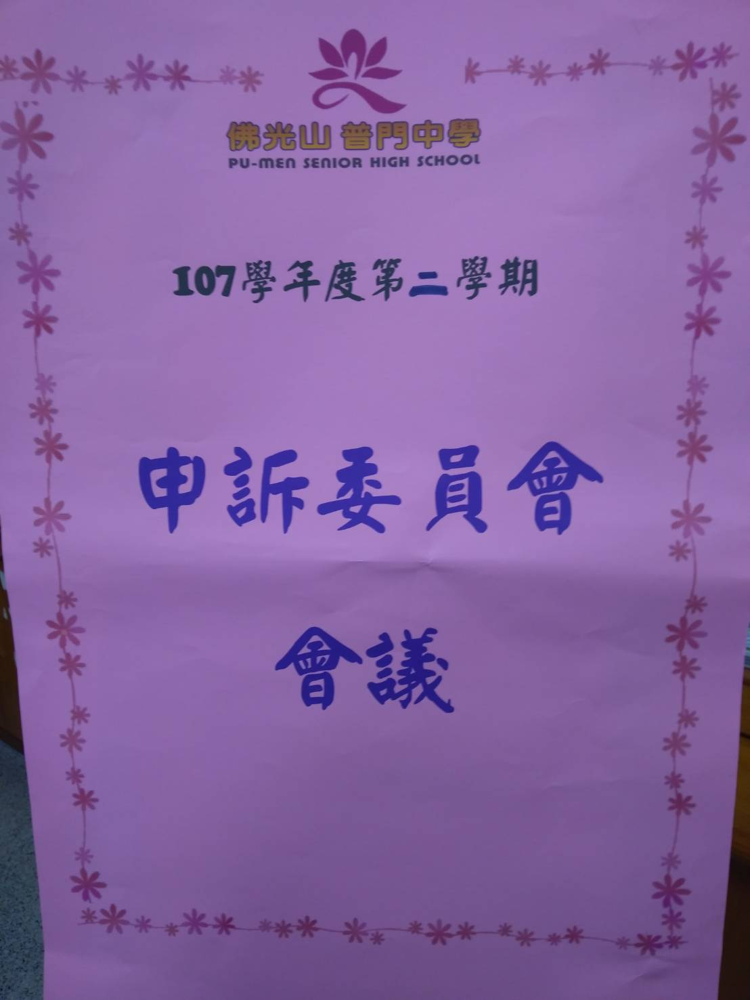 佛光山 普門中學
PU-MEN SENIOR HIGH SCHOOL
107學年度第二學期
申訴委員會
會議